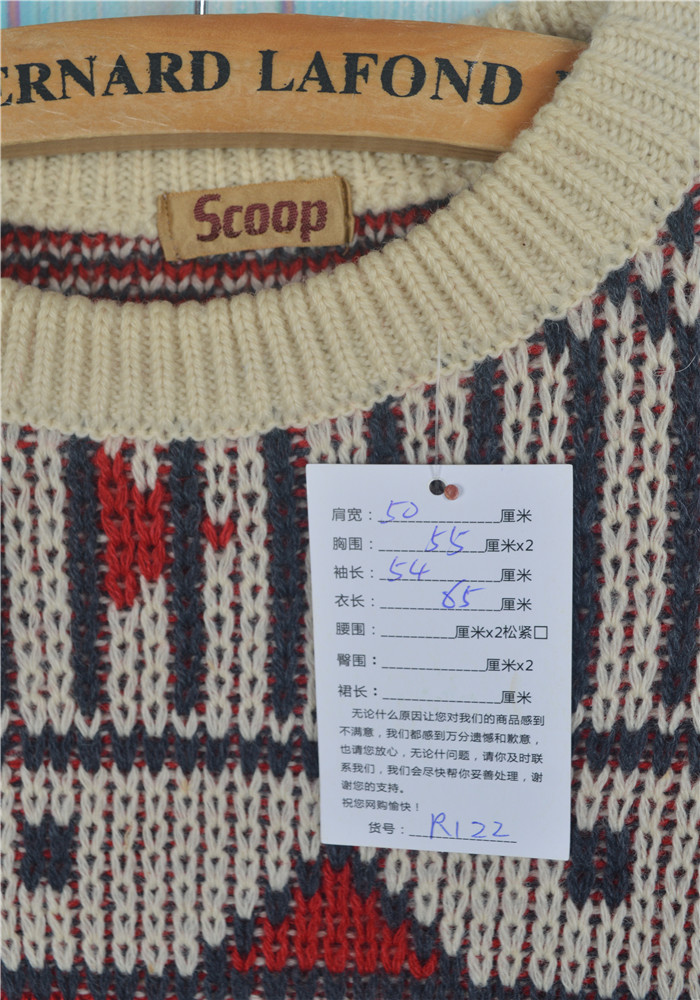 ERNARD LAFOND
Scoop
肩宽：50厘米
胸围：55厘米x2
袖长：54厘米
衣长：65厘米
腰围：厘米x2松紧□
臀围：厘米x2
裙长：厘米
无论什么原因让您对我们的商品感到
不满意，我们都感到万分遗憾和歉意，
也请您放心，无论什问题，请你及时联
系我们，我们会尽快帮你妥善处理，谢
谢您的支持。
祝您网购愉快！
货号：R122